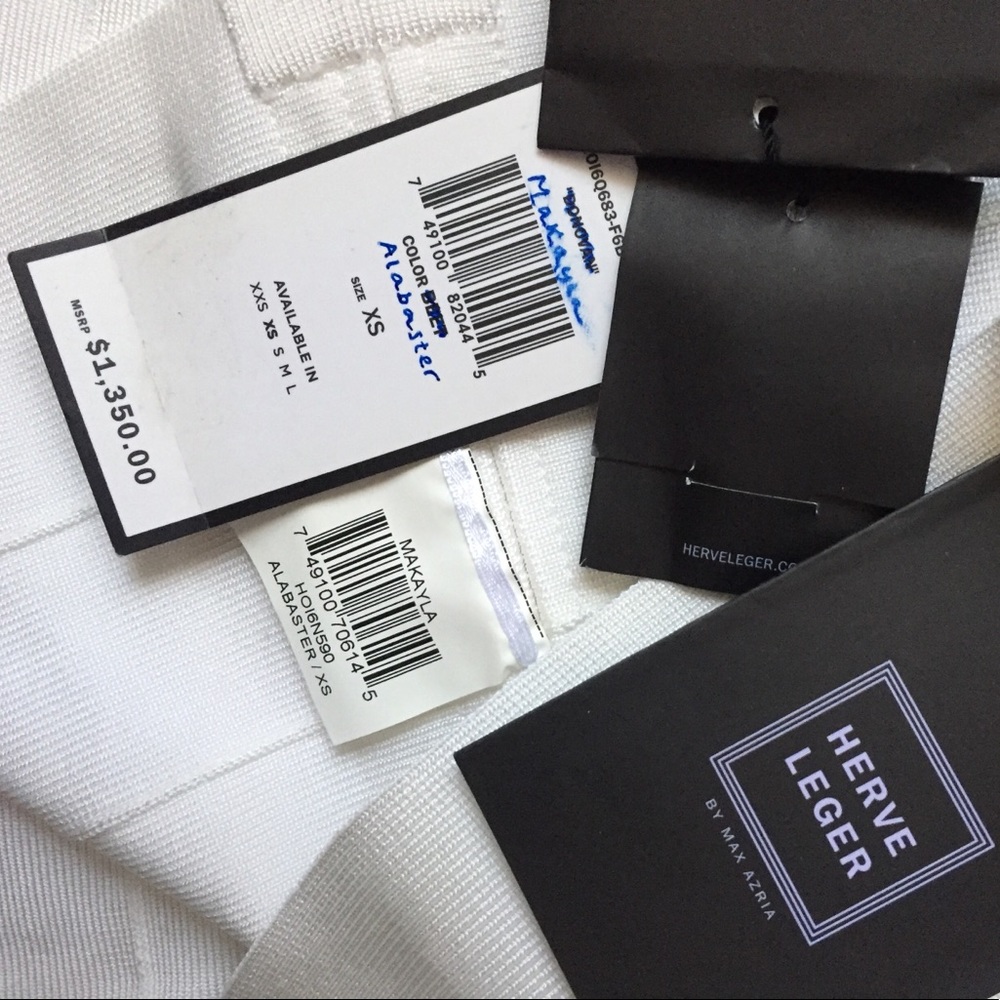 "DONOVAN"
Makayla
7 49100 82044 5
COLOR
Alabaster
SIZE XS
AVAILABLE IN
XXS XS S M L
MSRP $1,350.00
MAKAYLA
7 49100 70614 5
HOI6N590
ALABASTER / XS
HERVELEGER.CO
HERVE
LEGER
BY MAX AZRIA